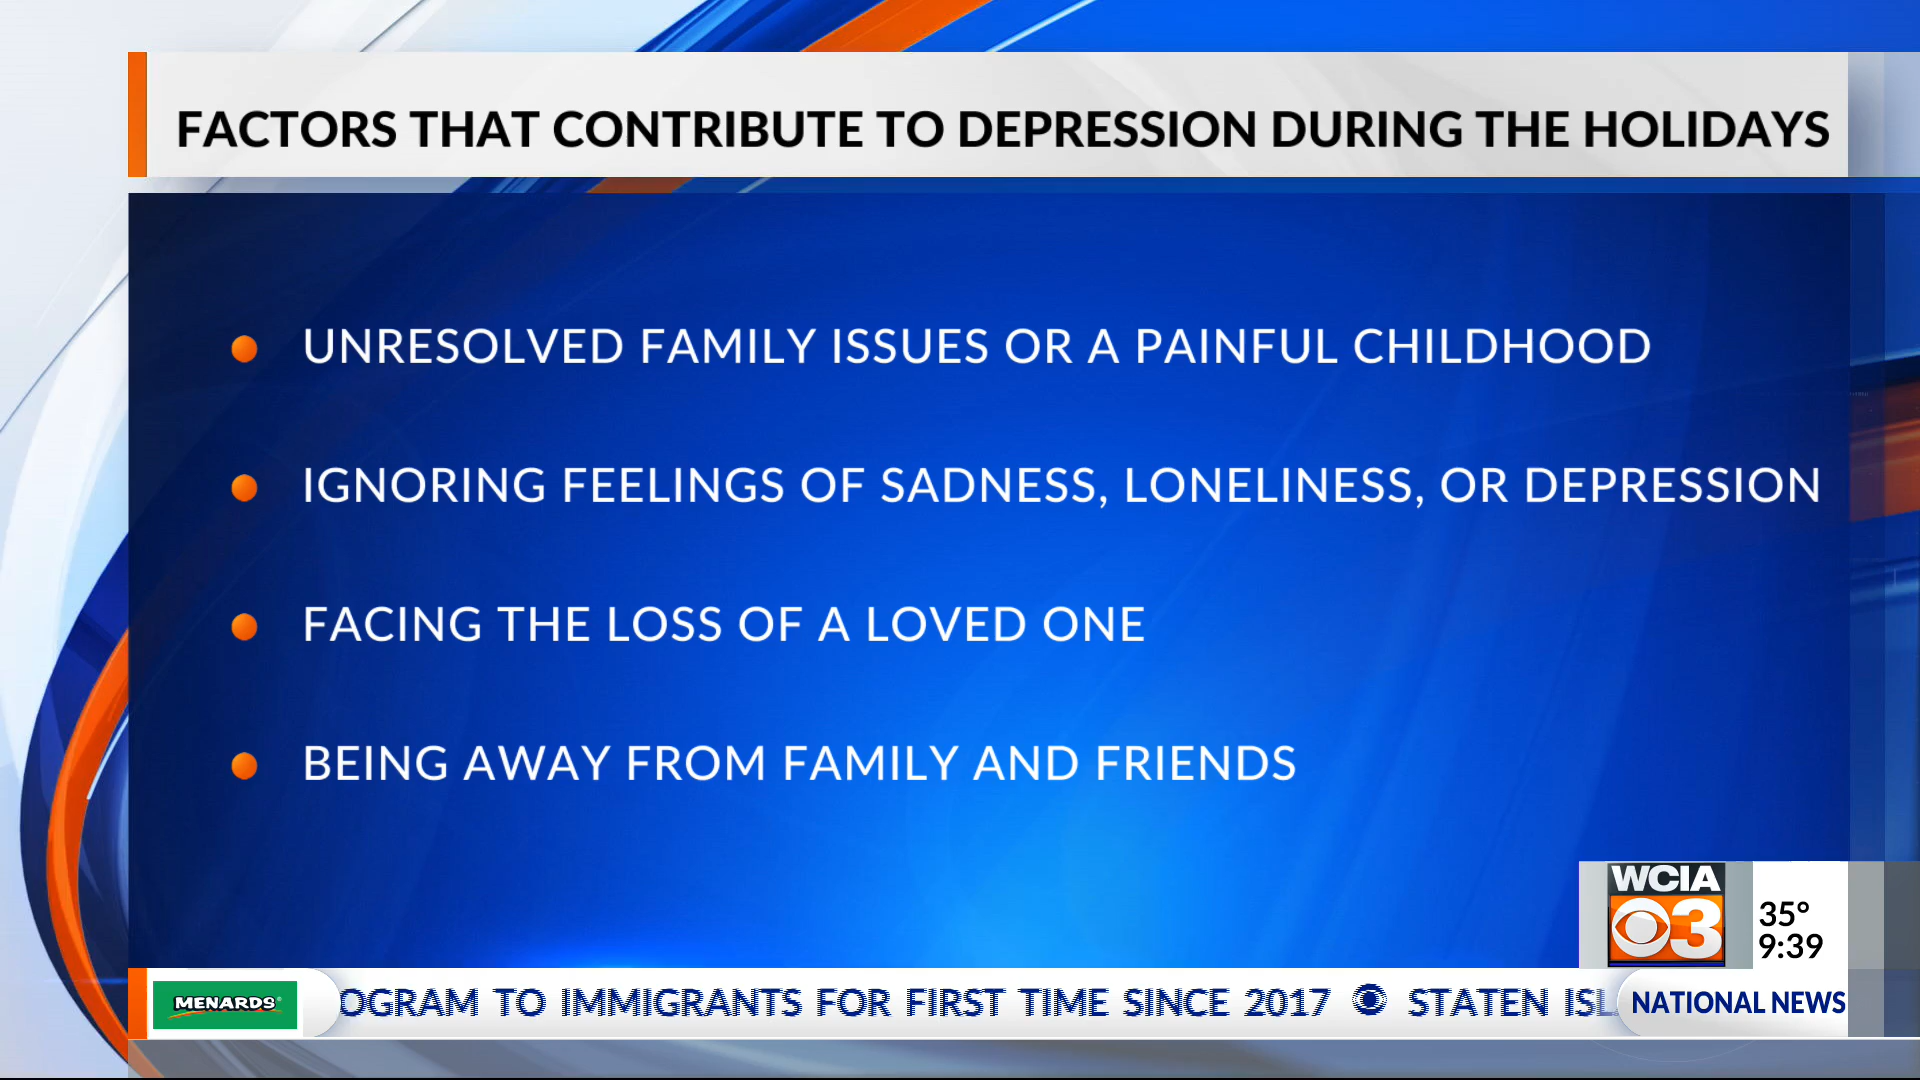 FACTORS THAT CONTRIBUTE TO DEPRESSION DURING THE HOLIDAYS
UNRESOLVED FAMILY ISSUES OR A PAINFUL CHILDHOOD
IGNORING FEELINGS OF SADNESS, LONELINESS, OR DEPRESSION
FACING THE LOSS OF A LOVED ONE
BEING AWAY FROM FAMILY AND FRIENDS
WCIA
3
35°
9:39
MENARDS®
OGRAM TO IMMIGRANTS FOR FIRST TIME SINCE 2017 STATEN ISL
NATIONAL NEWS